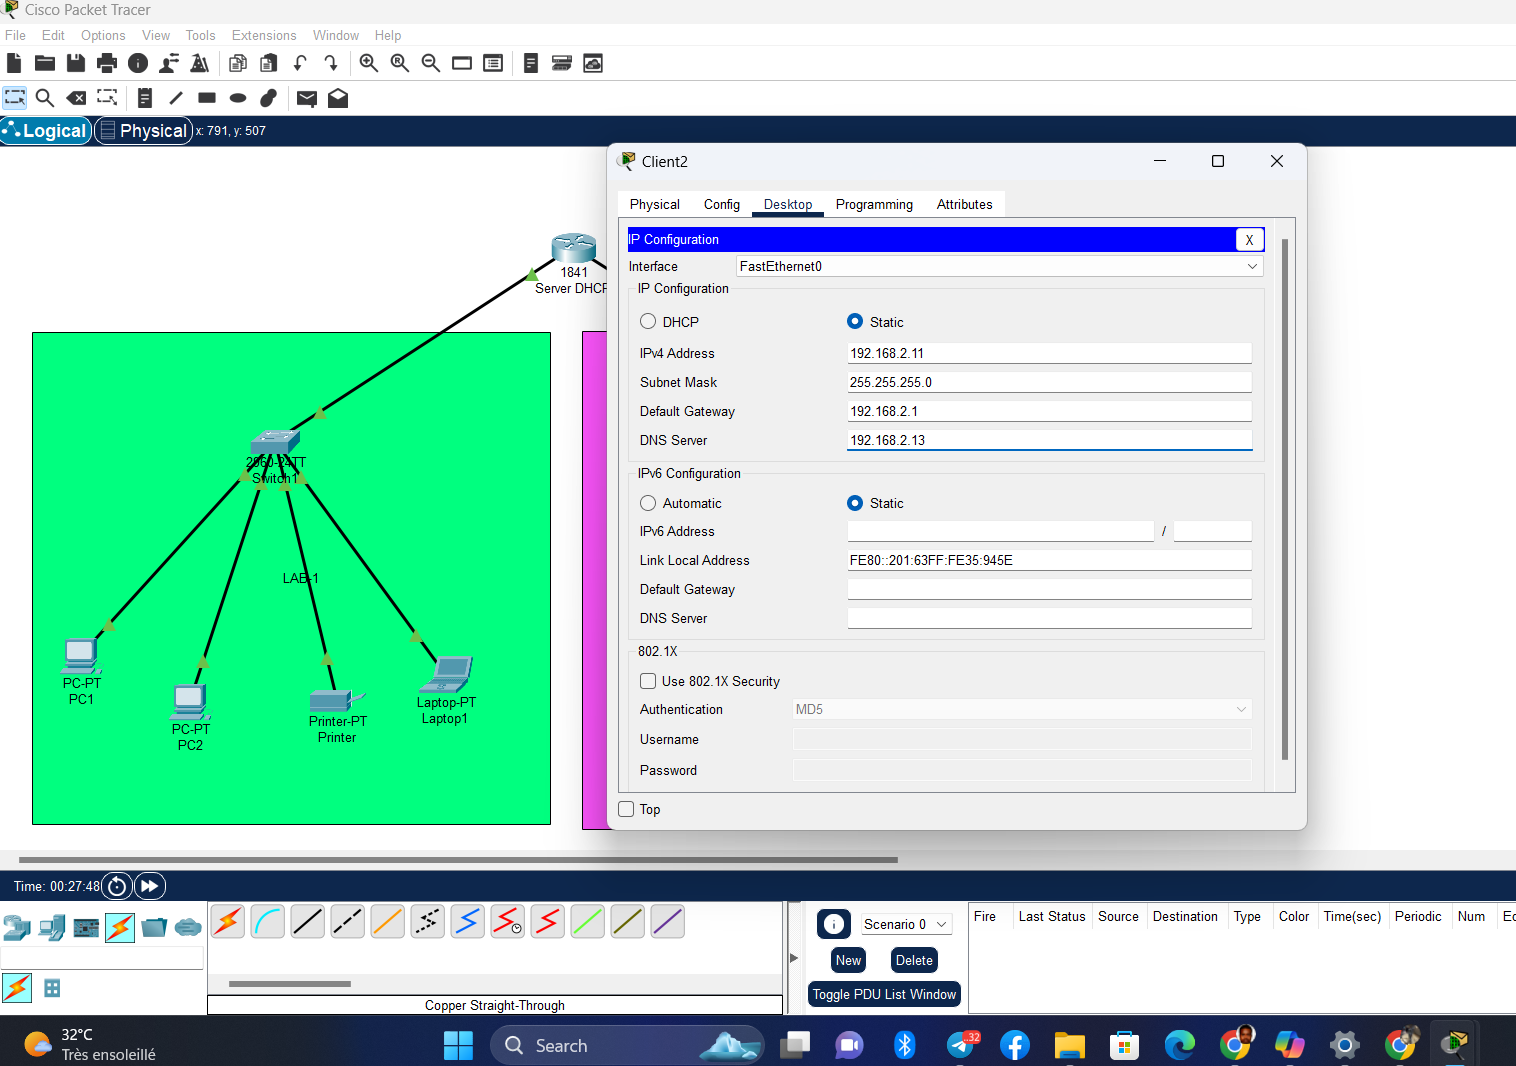 Cisco Packet Tracer
File Edit Options View Tools Extensions Window Help
Logical Physical x: 791, y: 507
1841
Server DHCP
2960-24TT
Switch1
LAB-1
PC-PT
PC1
PC-PT
PC2
Printer-PT
Printer
Laptop-PT
Laptop1
Client2
Physical Config Desktop Programming Attributes
IP Configuration X
Interface FastEthernet0
IP Configuration
DHCP Static
IPv4 Address 192.168.2.11
Subnet Mask 255.255.255.0
Default Gateway 192.168.2.1
DNS Server 192.168.2.13
IPv6 Configuration
Automatic Static
IPv6 Address /
Link Local Address FE80::201:63FF:FE35:945E
Default Gateway
DNS Server
802.1X
Use 802.1X Security
Authentication MD5
Username
Password
Top
Time: 00:27:48
Scenario 0
New Delete
Toggle PDU List Window
Fire Last Status Source Destination Type Color Time(sec) Periodic Num
Copper Straight-Through
32°C
Très ensoleillé
Search
..32